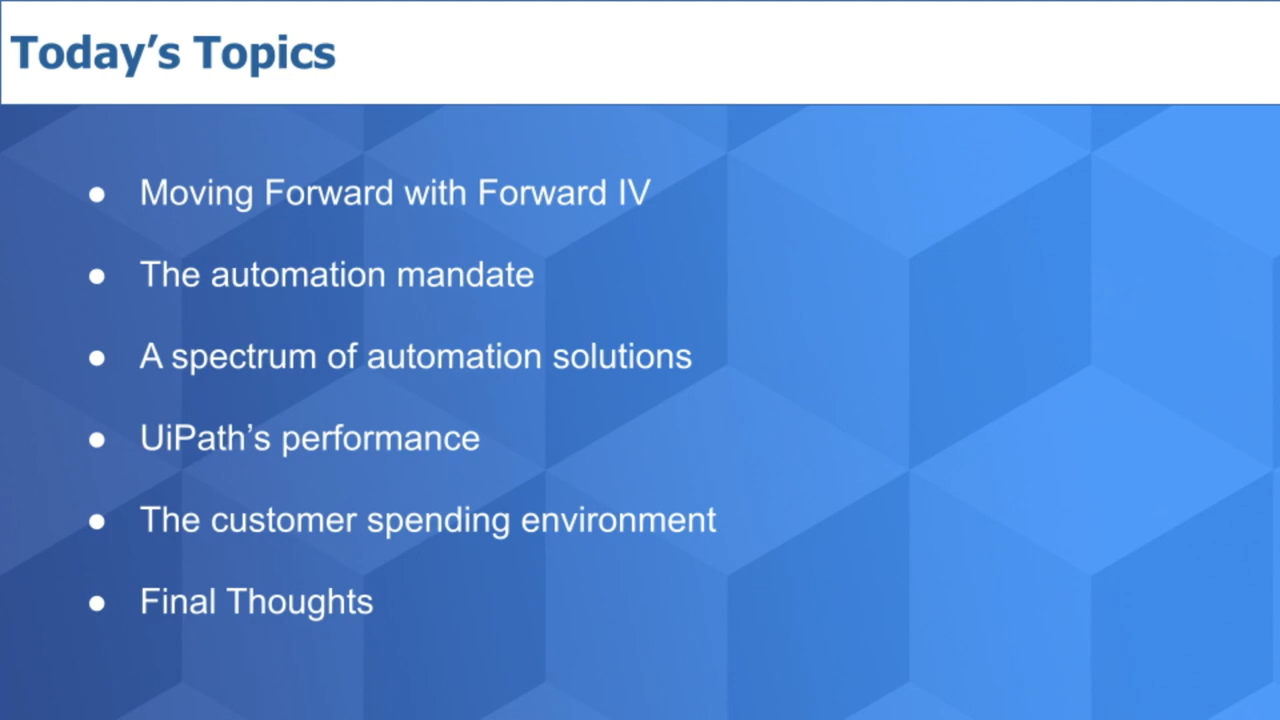 Today’s Topics
● Moving Forward with Forward IV
● The automation mandate
● A spectrum of automation solutions
● UiPath’s performance
● The customer spending environment
● Final Thoughts